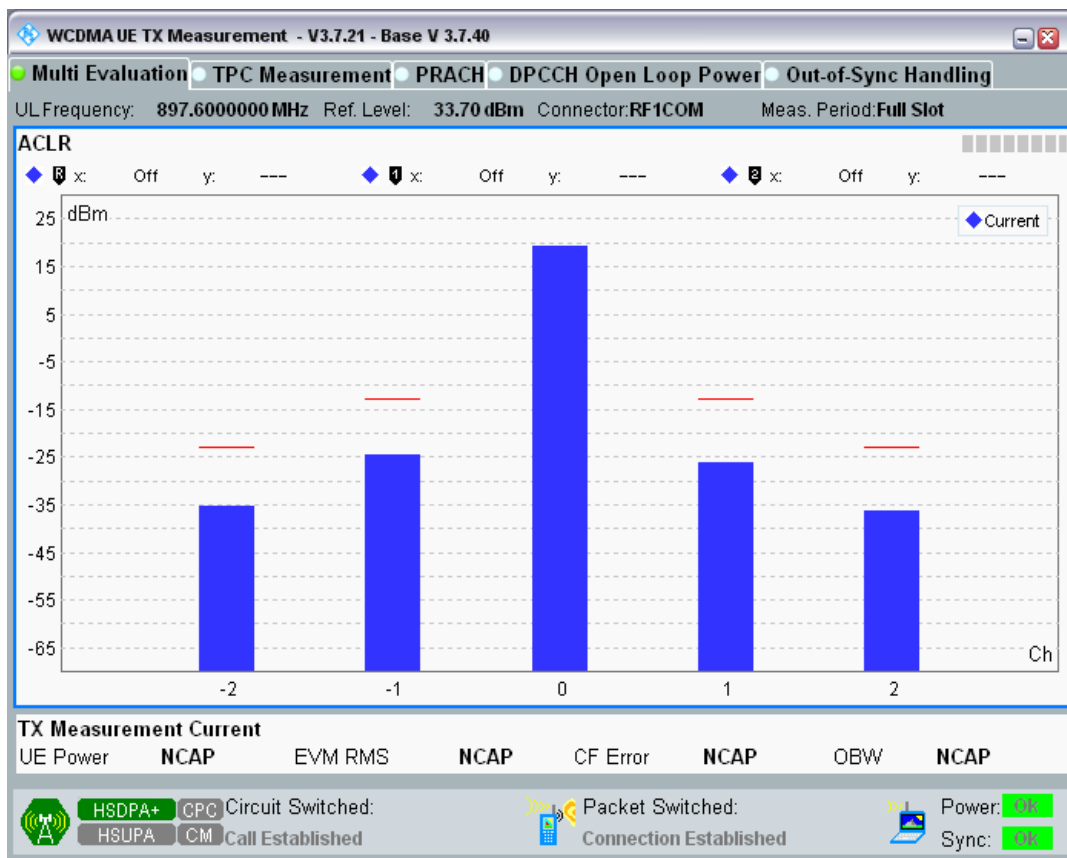 WCDMA UE TX Measurement - V3.7.21 - Base V 3.7.40
Multi Evaluation TPC Measurement PRACH DPCCH Open Loop Power Out-of-Sync Handling
UL Frequency: 897.6000000 MHz Ref. Level: 33.70 dBm Connector:RF1COM Meas. Period:Full Slot
ACLR
R x: Off y: --- 1 x: Off y: --- 2 x: Off y: ---
dBm
Current
25
15
5
-5
-15
-25
-35
-45
-55
-65
Ch
-2 -1 0 1 2
TX Measurement Current
UE Power NCAP EVM RMS NCAP CF Error NCAP OBW NCAP
HSDPA+ CPC Circuit Switched: Packet Switched: Power: Ok
HSUPA CM Call Established Connection Established Sync: Ok